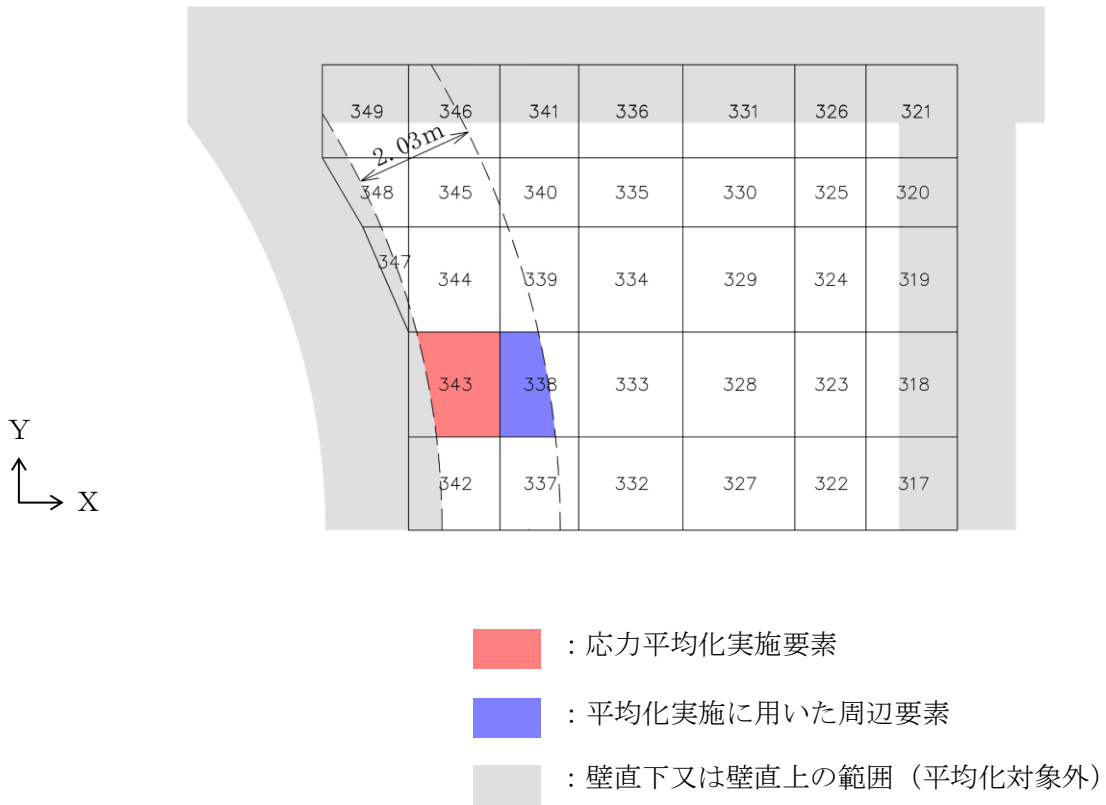 349 346 341 336 331 326 321
2.03m
348 345 340 335 330 325 320
347
344 339 334 329 324 319
343 338 333 328 323 318
Y
X
342 337 332 327 322 317
：応力平均化実施要素
：平均化実施に用いた周辺要素
：壁直下又は壁直上の範囲（平均化対象外）